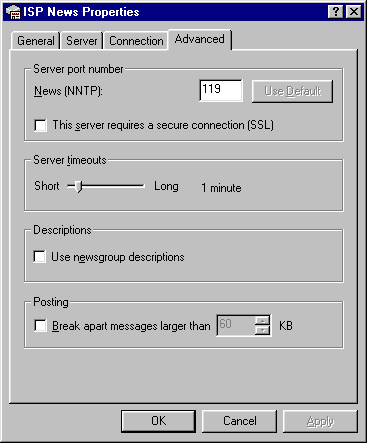 ISP News Properties
General Server Connection Advanced
Server port number
News (NNTP): 119 Use Default
This server requires a secure connection (SSL)
Server timeouts
Short Long 1 minute
Descriptions
Use newsgroup descriptions
Posting
Break apart messages larger than 60 KB
OK Cancel Apply